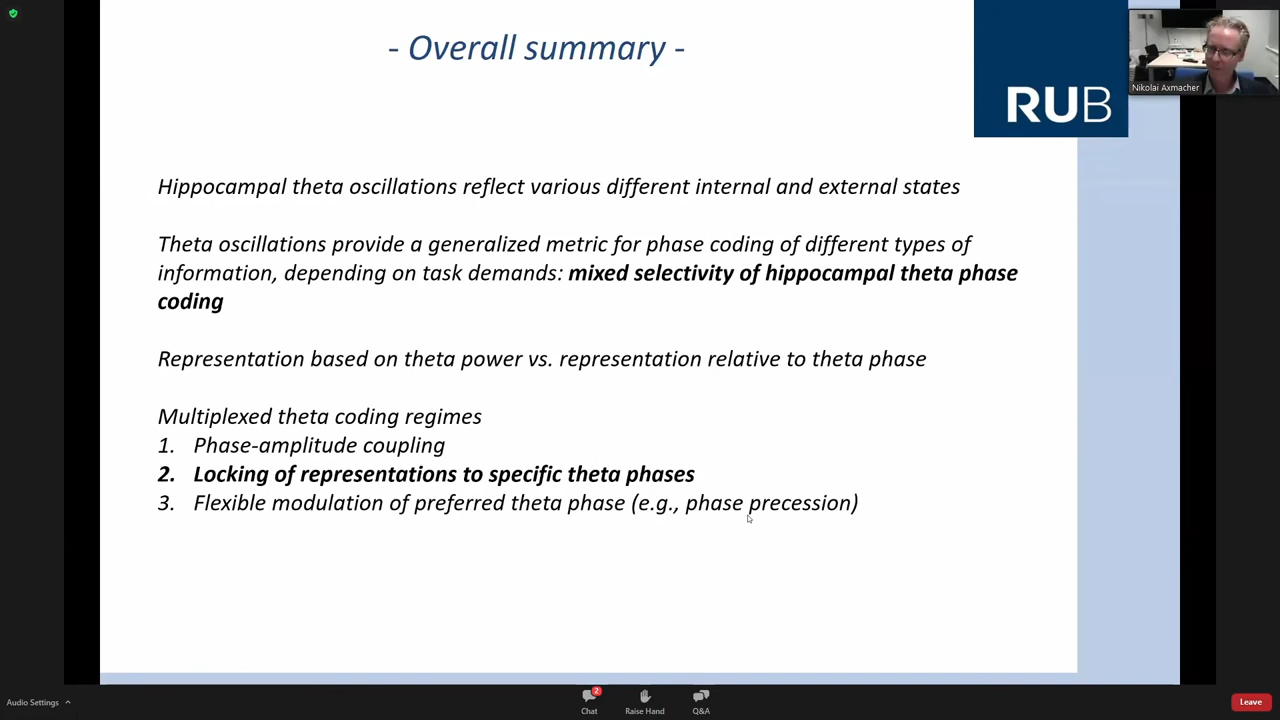 - Overall summary -
RUB
Nikolai Axmacher
Hippocampal theta oscillations reflect various different internal and external states
Theta oscillations provide a generalized metric for phase coding of different types of
information, depending on task demands: mixed selectivity of hippocampal theta phase
coding
Representation based on theta power vs. representation relative to theta phase
Multiplexed theta coding regimes
1. Phase-amplitude coupling
2. Locking of representations to specific theta phases
3. Flexible modulation of preferred theta phase (e.g., phase precession)
Audio Settings
2
Chat
Raise Hand
Q&A
Leave